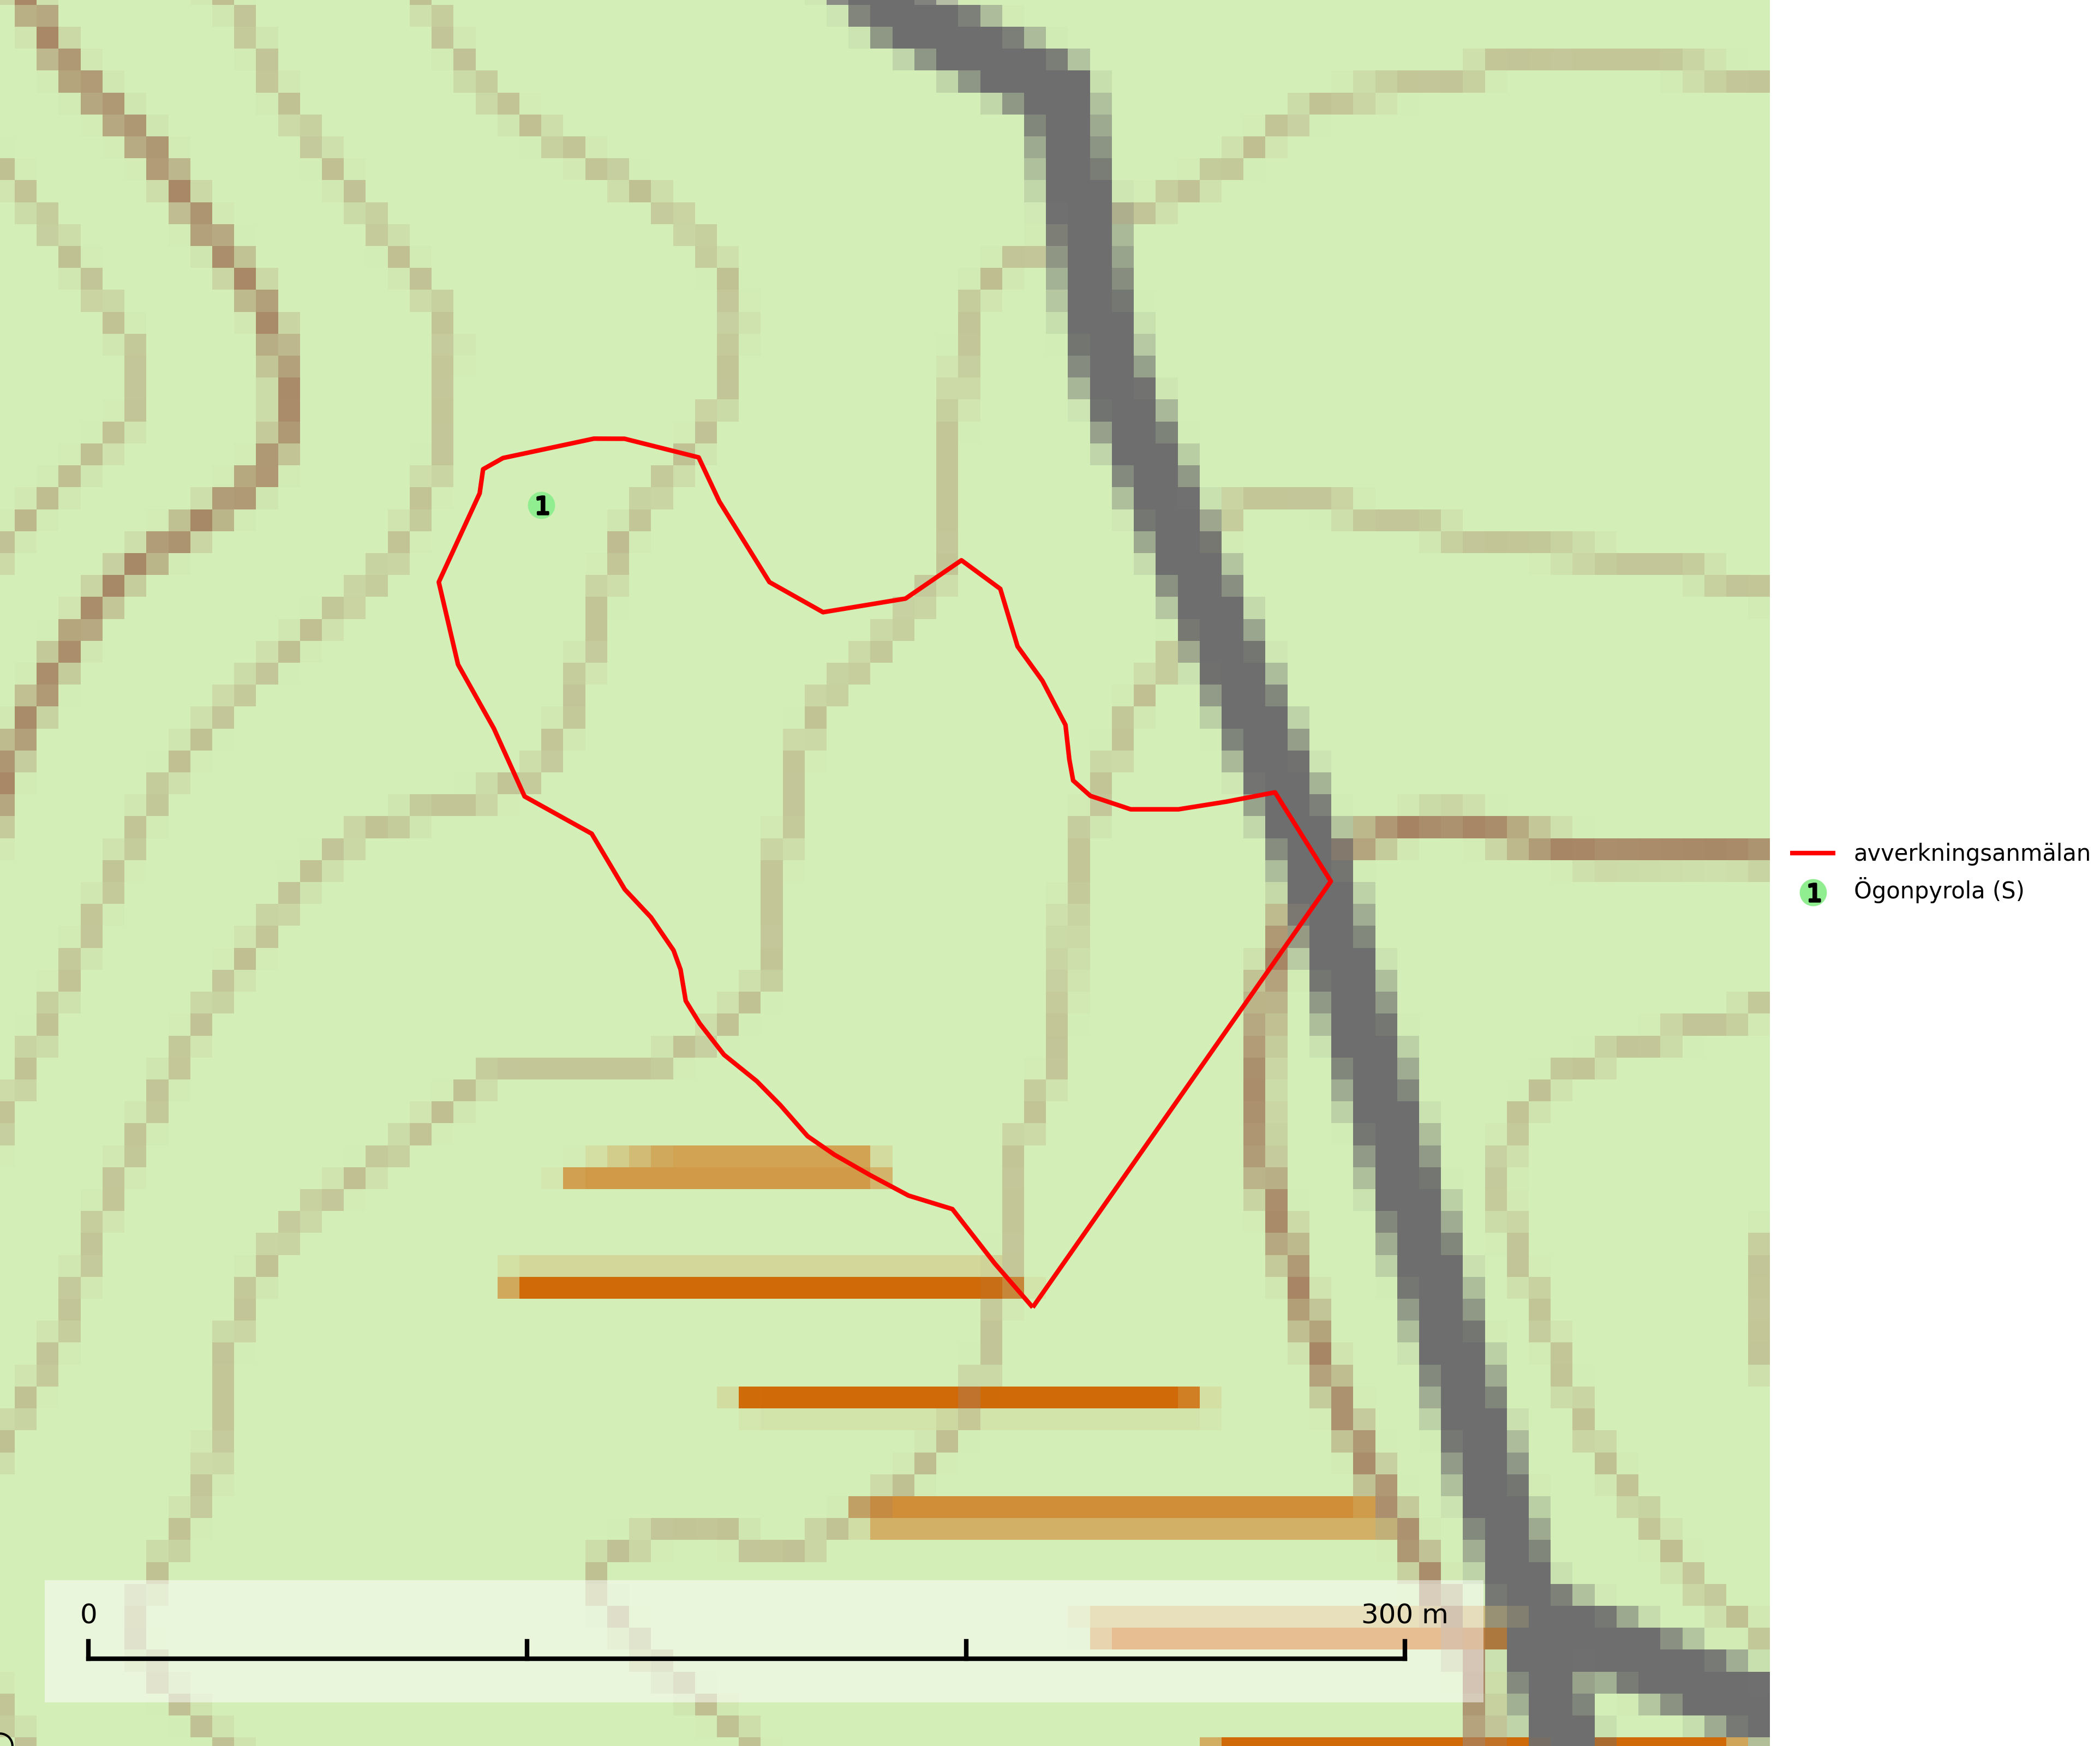 1
avverkningsanmälan
1 Ögonpyrola (S)
0 300 m